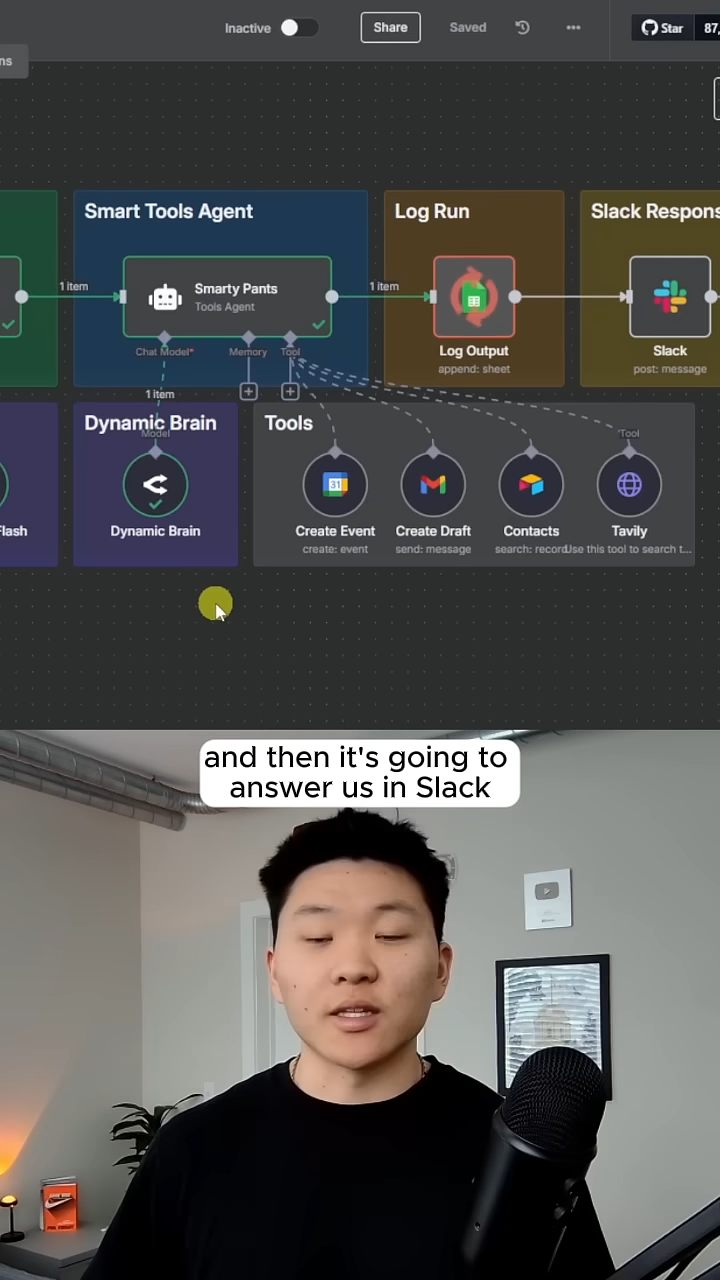 Inactive
Share
Saved
Star
87,
ns
Smart Tools Agent
Log Run
Slack Respons
1 item
Smarty Pants
Tools Agent
1 item
Chat Model*
Memory
Tool
Log Output
append: sheet
Slack
post: message
1 item
Dynamic Brain
Model
Tools
Tool
31
Flash
Dynamic Brain
Create Event
create: event
Create Draft
send: message
Contacts
search: record
Tavily
Use this tool to search t...
and then it's going to
answer us in Slack